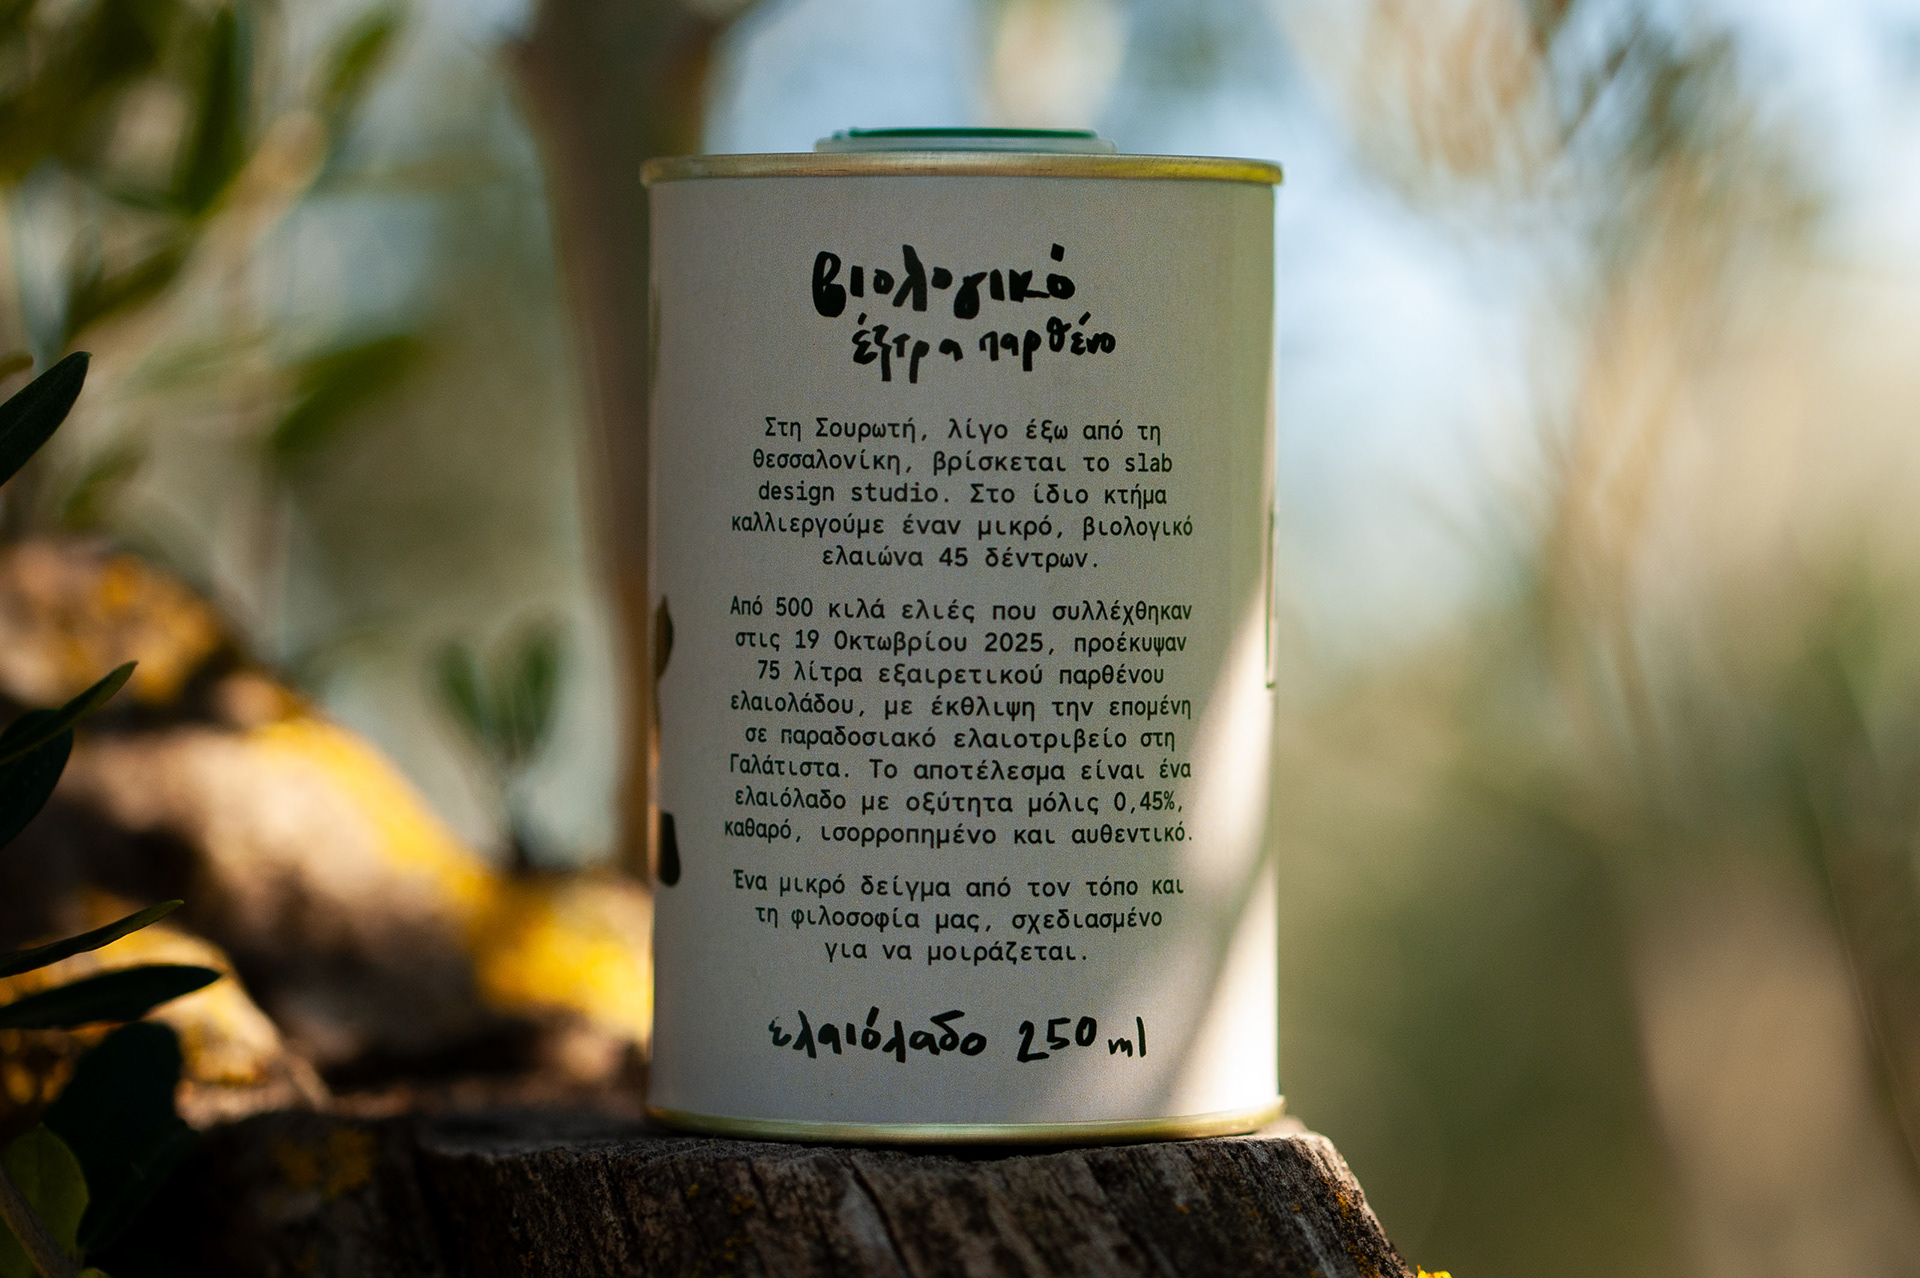 βιολογικό
έξτρα παρθένο
Στη Σουρωτή, λίγο έξω από τη
Θεσσαλονίκη, βρίσκεται το slab
design studio. Στο ίδιο κτήμα
καλλιεργούμε έναν μικρό, βιολογικό
ελαιώνα 45 δέντρων.
Από 500 κιλά ελιές που συλλέχθηκαν
στις 19 Οκτωβρίου 2025, προέκυψαν
75 λίτρα εξαιρετικού παρθένου
ελαιολάδου, με έκθλιψη την επομένη
σε παραδοσιακό ελαιοτριβείο στη
Γαλάτιστα. Το αποτέλεσμα είναι ένα
ελαιόλαδο με οξύτητα μόλις 0,45%,
καθαρό, ισορροπημένο και αυθεντικό.
Ένα μικρό δείγμα από τον τόπο και
τη φιλοσοφία μας, σχεδιασμένο
για να μοιράζεται.
ελαιόλαδο 250 ml